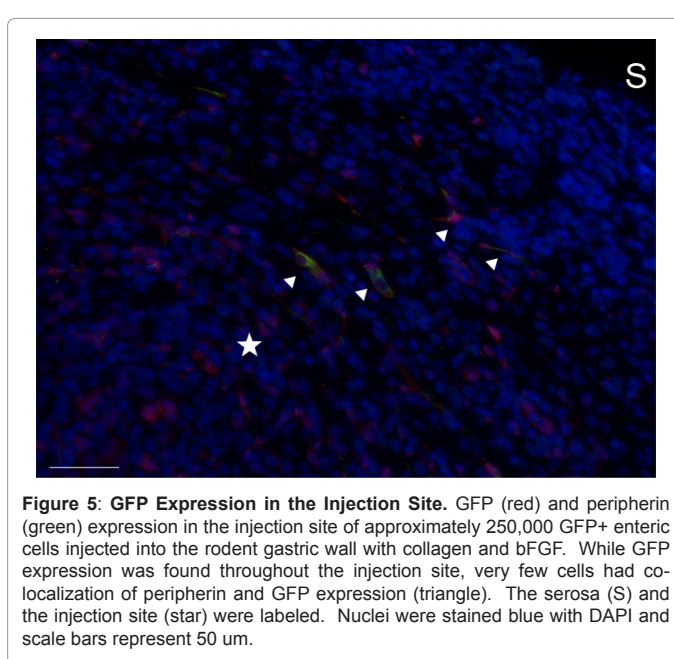 S
Figure 5: GFP Expression in the Injection Site. GFP (red) and peripherin
(green) expression in the injection site of approximately 250,000 GFP+ enteric
cells injected into the rodent gastric wall with collagen and bFGF. While GFP
expression was found throughout the injection site, very few cells had co-
localization of peripherin and GFP expression (triangle). The serosa (S) and
the injection site (star) were labeled. Nuclei were stained blue with DAPI and
scale bars represent 50 um.